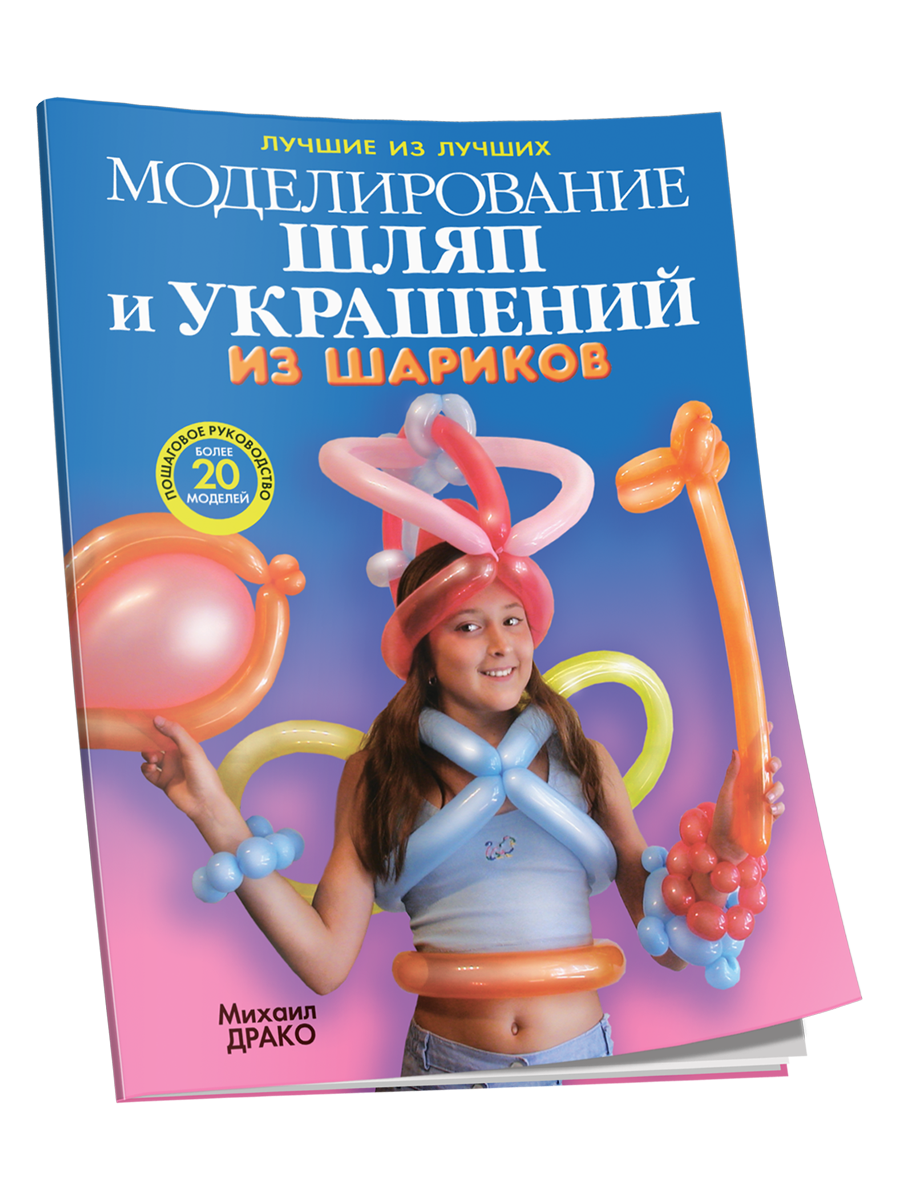 ЛУЧШИЕ ИЗ ЛУЧШИХ
МОДЕЛИРОВАНИЕ
ШЛЯП
И УКРАШЕНИЙ
ИЗ ШАРИКОВ
ПОШАГОВОЕ РУКОВОДСТВО
БОЛЕЕ
20
МОДЕЛЕЙ
Михаил
ДРАКО